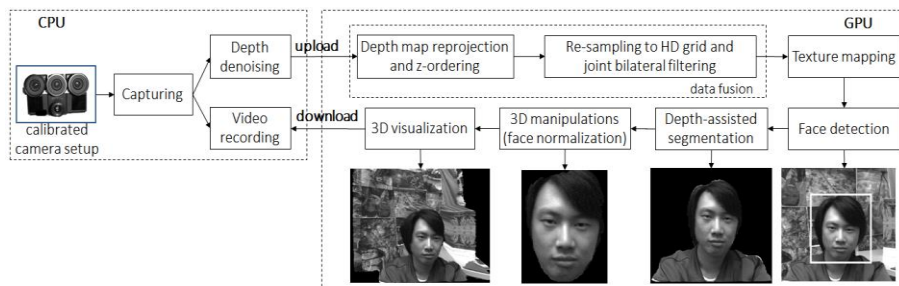 CPU
GPU
Depth
denoising
upload
Depth map reprojection
and z-ordering
Re-sampling to HD grid and
joint bilateral filtering
data fusion
Texture mapping
Capturing
calibrated
camera setup
Video
recording
download
3D visualization
3D manipulations
(face normalization)
Depth-assisted
segmentation
Face detection